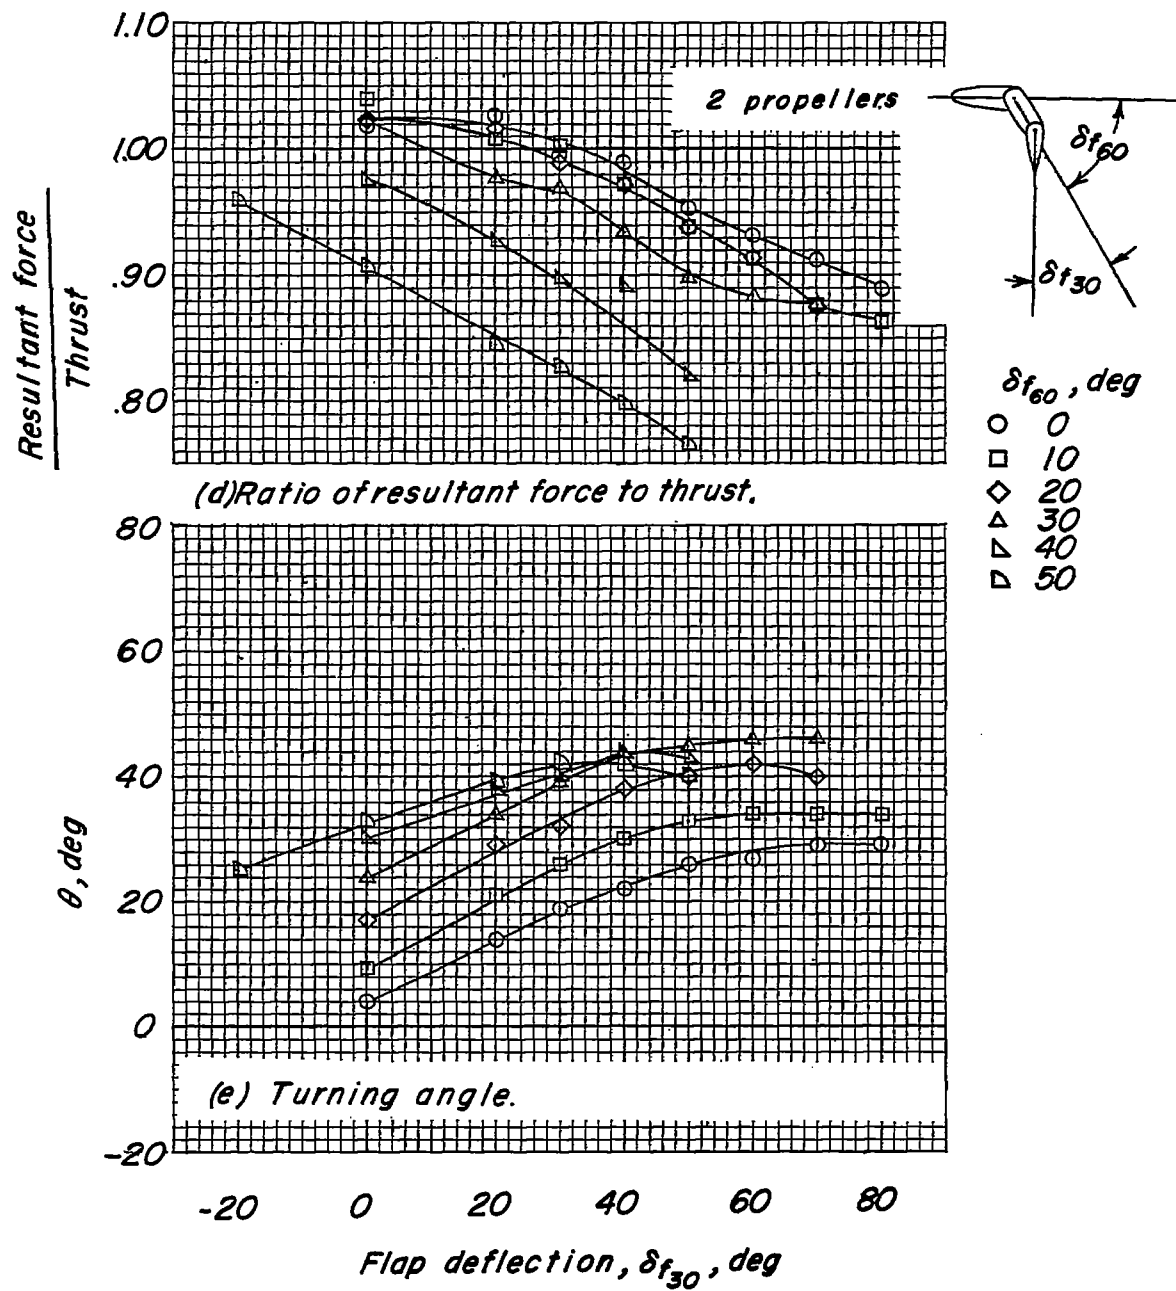 1.10
1.00
.90
.80
Resultant force
Thrust
2 propellers
δf60
δf30
δf60, deg
0
10
20
30
40
50
(d) Ratio of resultant force to thrust.
80
60
40
20
0
-20
θ, deg
(e) Turning angle.
-20 0 20 40 60 80
Flap deflection, δf30, deg